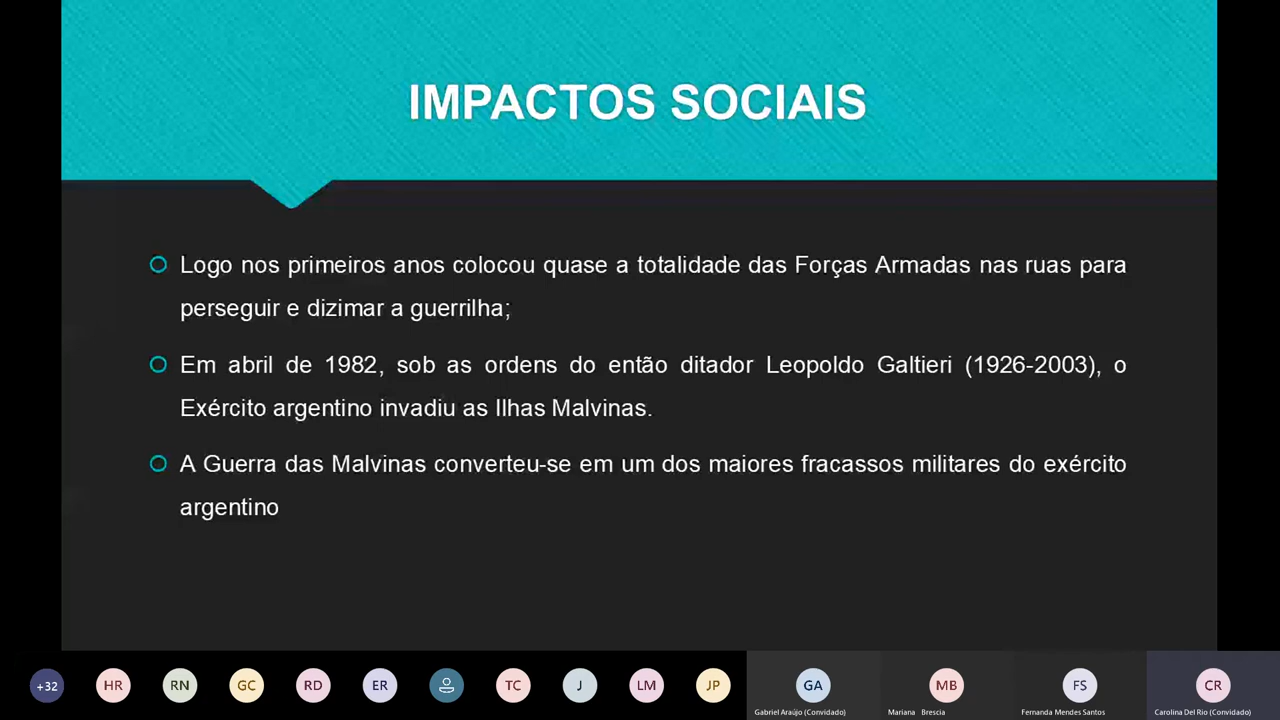 IMPACTOS SOCIAIS
Logo nos primeiros anos colocou quase a totalidade das Forças Armadas nas ruas para
perseguir e dizimar a guerrilha;
Em abril de 1982, sob as ordens do então ditador Leopoldo Galtieri (1926-2003), o
Exército argentino invadiu as Ilhas Malvinas.
A Guerra das Malvinas converteu-se em um dos maiores fracassos militares do exército
argentino
+32 HR RN GC RD ER TC J LM JP GA MB FS CR
Gabriel Araújo (Convidado) Mariana Brescia Fernanda Mendes Santos Carolina Del Rio (Convidado)